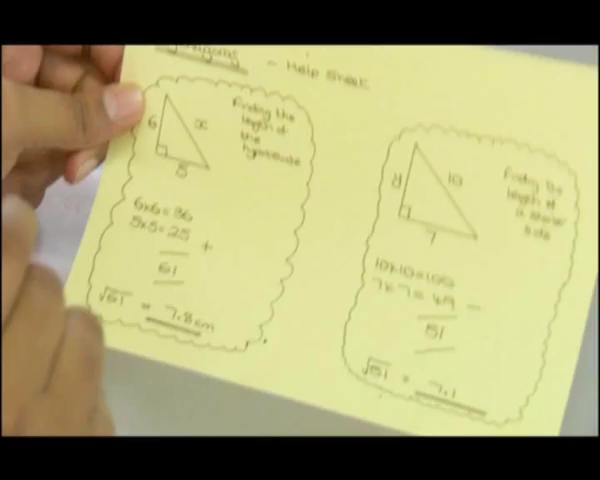 Pythagoras - Help Sheet
Finding the
length of
the hypotenuse
6
x
5
6x6=36
5x5=25
+
61
√61 = 7.8cm
Finding the
length of
a shorter
side
y
10
7
10x10=100
7x7=49 -
51
√51 = 7.1